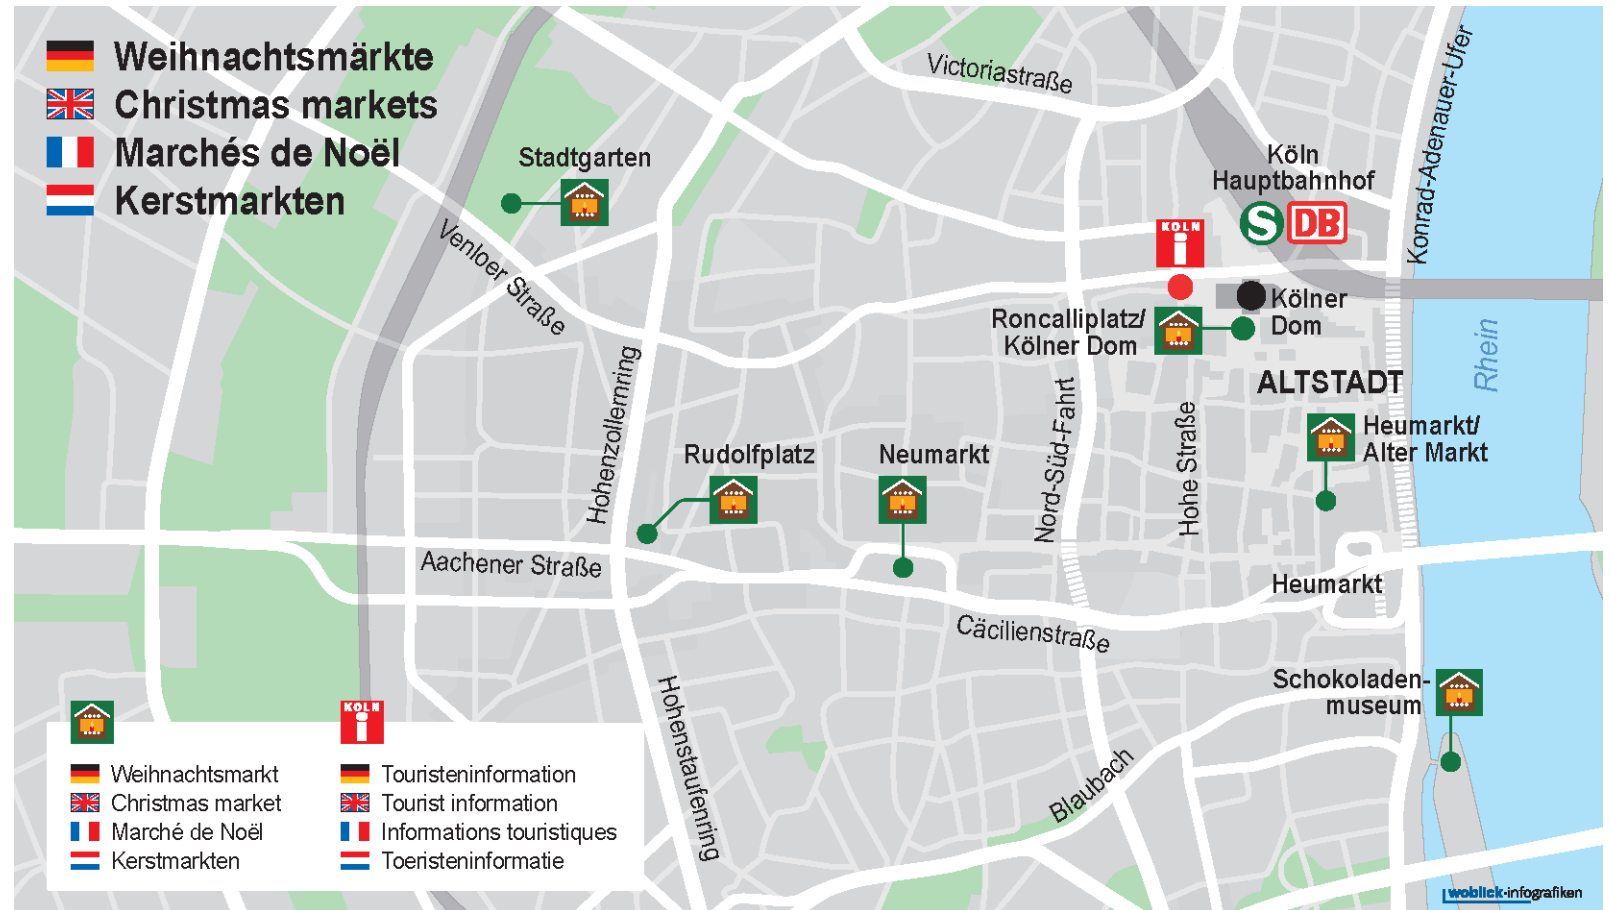 Weihnachtsmärkte
Christmas markets
Marchés de Noël
Kerstmarkten
Victoriastraße
Konrad-Adenauer-Ufer
Stadtgarten
Köln
Hauptbahnhof
S
DB
KÖLN
i
Venloer Straße
Kölner
Dom
Roncalliplatz/
Kölner Dom
Rhein
Hohenzollernring
ALTSTADT
Nord-Süd-Fahrt
Hohe Straße
Heumarkt/
Alter Markt
Rudolfplatz
Neumarkt
Aachener Straße
Heumarkt
Cäcilienstraße
Schokoladen-
museum
Hohenstaufenring
Blaubach
KÖLN
i
Weihnachtsmarkt
Christmas market
Marché de Noël
Kerstmarkten
Touristeninformation
Tourist information
Informations touristiques
Toeristeninformatie
woblick-infografiken